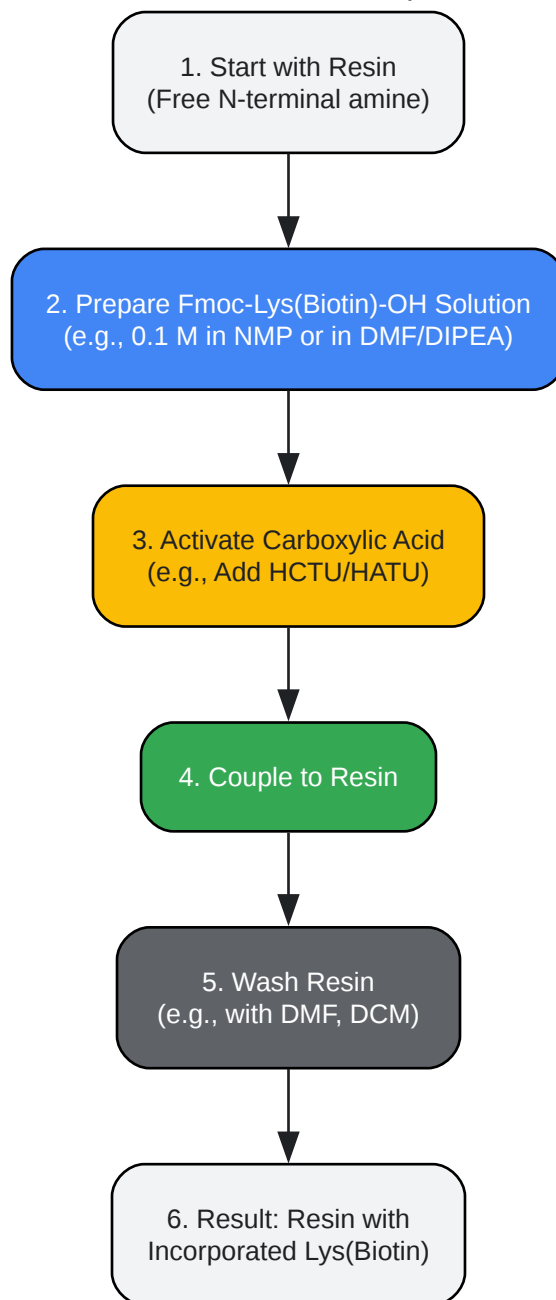 1. Start with Resin
(Free N-terminal amine)
2. Prepare Fmoc-Lys(Biotin)-OH Solution
(e.g., 0.1 M in NMP or in DMF/DIPEA)
3. Activate Carboxylic Acid
(e.g., Add HCTU/HATU)
4. Couple to Resin
5. Wash Resin
(e.g., with DMF, DCM)
6. Result: Resin with
Incorporated Lys(Biotin)